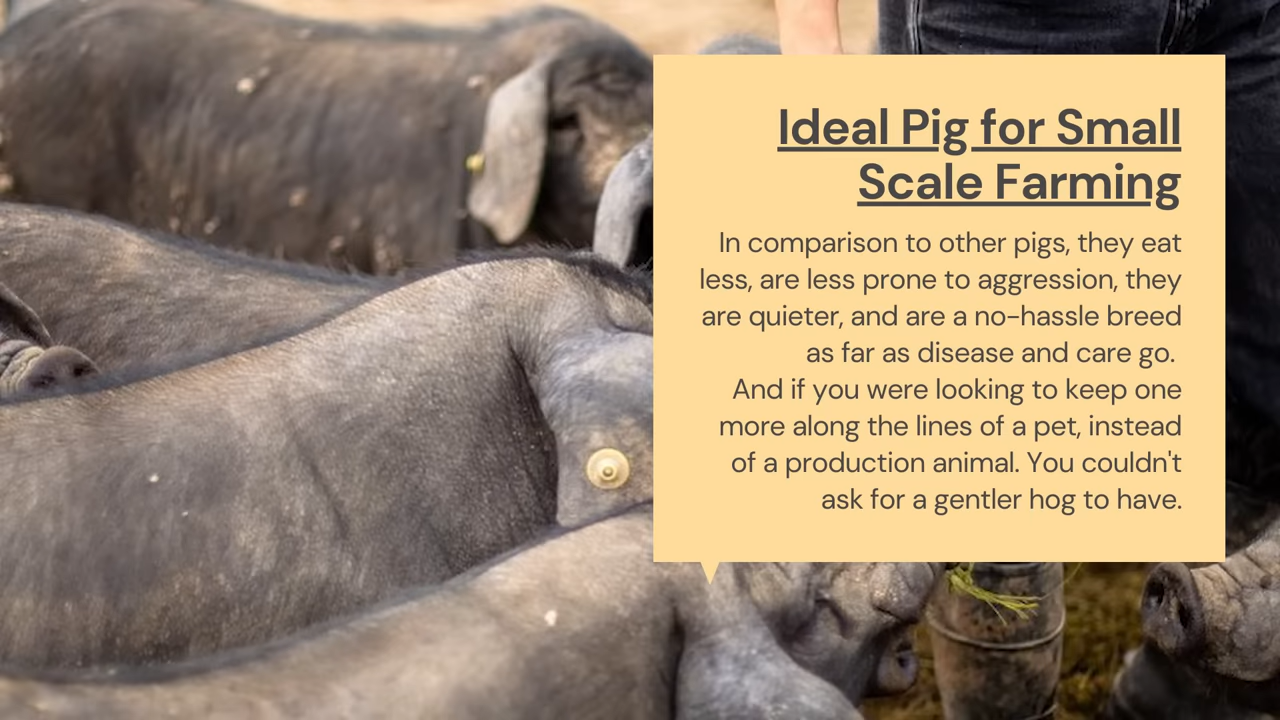 Ideal Pig for Small
Scale Farming
In comparison to other pigs, they eat
less, are less prone to aggression, they
are quieter, and are a no-hassle breed
as far as disease and care go.
And if you were looking to keep one
more along the lines of a pet, instead
of a production animal. You couldn't
ask for a gentler hog to have.